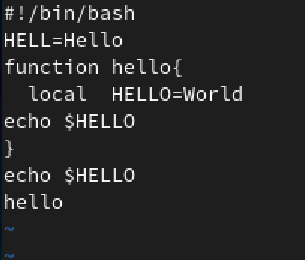 #!/bin/bash
HELL=Hello
function hello{
  local  HELLO=World
echo $HELLO
}
echo $HELLO
hello
~
~